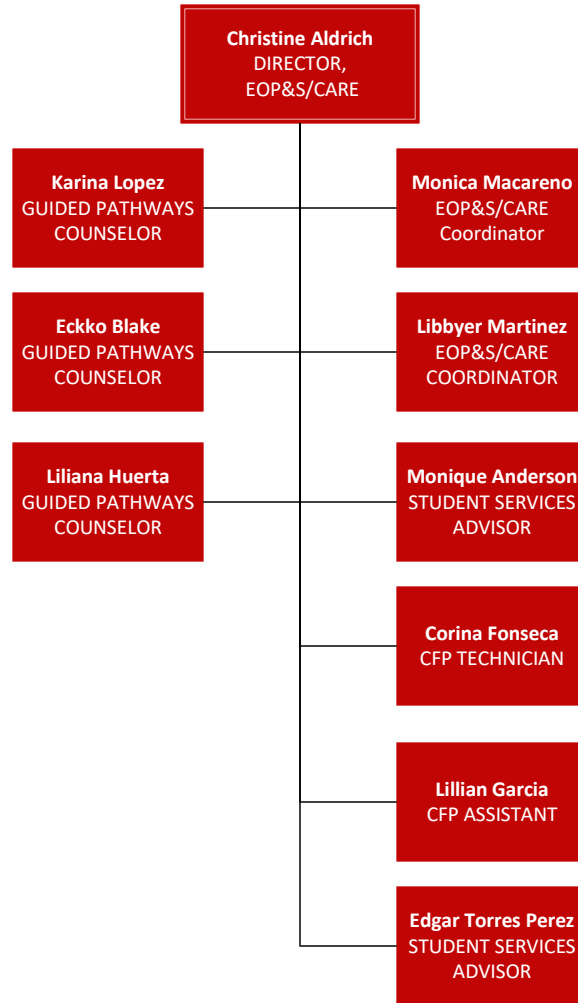 Christine Aldrich
DIRECTOR,
EOP&S/CARE
Karina Lopez
GUIDED PATHWAYS
COUNSELOR
Monica Macareno
EOP&S/CARE
Coordinator
Eckko Blake
GUIDED PATHWAYS
COUNSELOR
Libbyer Martinez
EOP&S/CARE
COORDINATOR
Liliana Huerta
GUIDED PATHWAYS
COUNSELOR
Monique Anderson
STUDENT SERVICES
ADVISOR
Corina Fonseca
CFP TECHNICIAN
Lillian Garcia
CFP ASSISTANT
Edgar Torres Perez
STUDENT SERVICES
ADVISOR